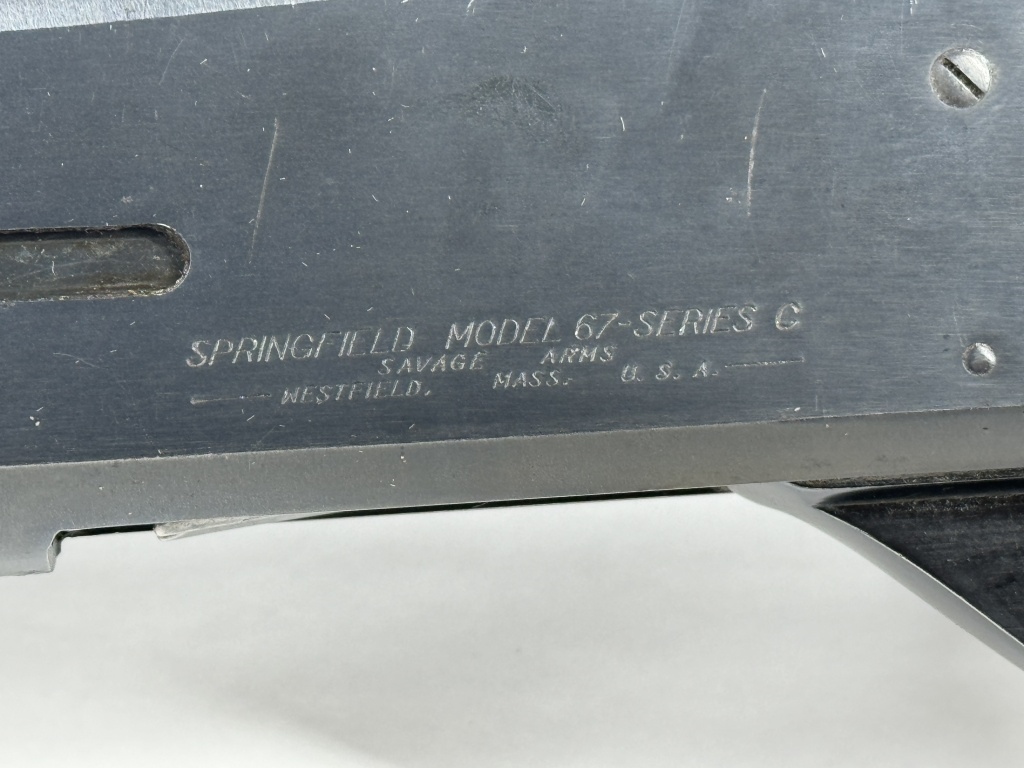 SPRINGFIELD MODEL 67-SERIES C
SAVAGE ARMS
WESTFIELD, MASS. U.S.A.